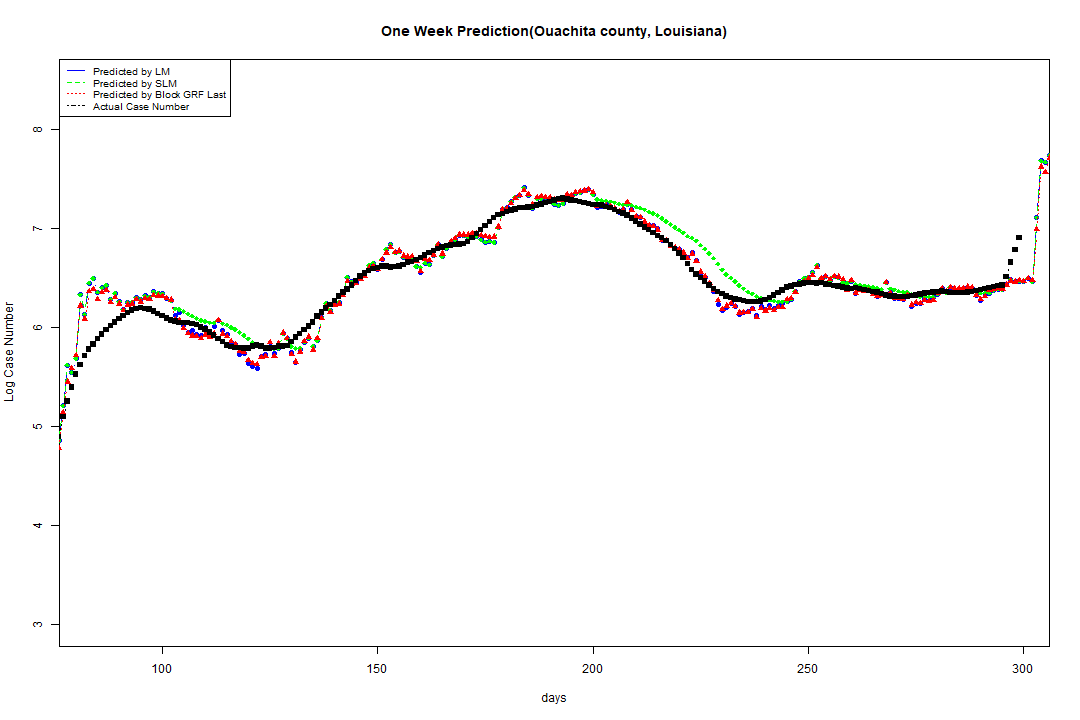 One Week Prediction(Ouachita county, Louisiana)
Predicted by LM
Predicted by SLM
Predicted by Block GRF Last
Actual Case Number
8
7
6
5
4
3
Log Case Number
100 150 200 250 300
days